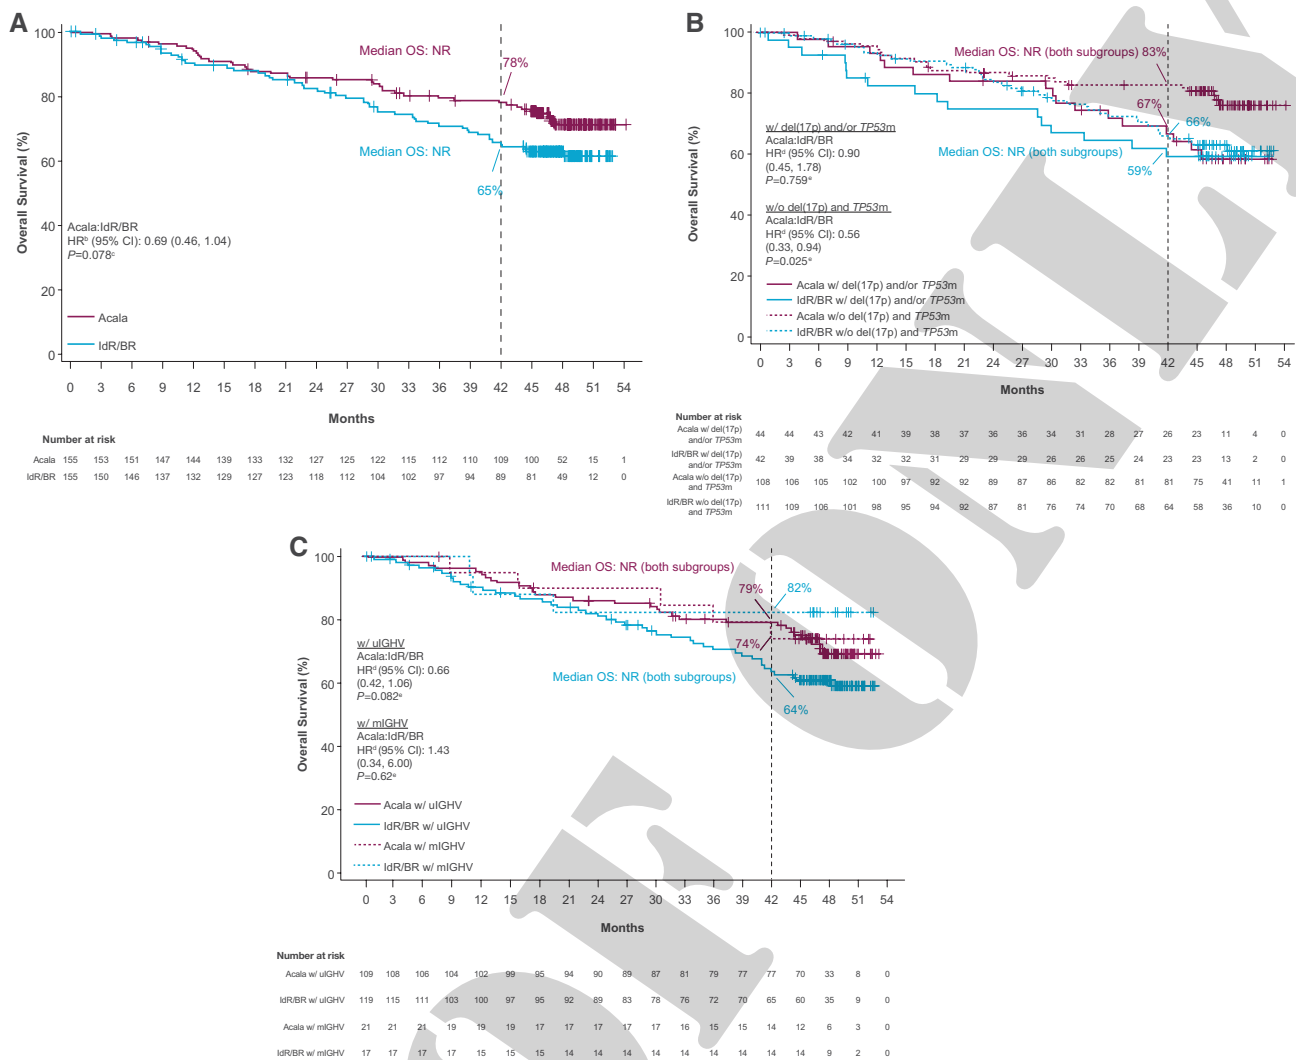 A
100
80
60
40
20
0
Overall Survival (%)
Median OS: NR
78%
Median OS: NR
65%
Acala:IdR/BR
HRᵇ (95% CI): 0.69 (0.46, 1.04)
P=0.078ᶜ
Acala
IdR/BR
0 3 6 9 12 15 18 21 24 27 30 33 36 39 42 45 48 51 54
Months
Number at risk
Acala 155 153 151 147 144 139 133 132 127 125 122 115 112 110 109 100 52 15 1
IdR/BR 155 150 146 137 132 129 127 123 118 112 104 102 97 94 89 81 49 12 0
B
100
80
60
40
20
0
Overall Survival (%)
Median OS: NR (both subgroups) 83%
67%
66%
Median OS: NR (both subgroups)
59%
w/ del(17p) and/or TP53m
Acala:IdR/BR
HRᵈ (95% CI): 0.90
(0.45, 1.78)
P=0.759ᵉ
w/o del(17p) and TP53m
Acala:IdR/BR
HRᵈ (95% CI): 0.56
(0.33, 0.94)
P=0.025ᵉ
Acala w/ del(17p) and/or TP53m
IdR/BR w/ del(17p) and/or TP53m
Acala w/o del(17p) and TP53m
IdR/BR w/o del(17p) and TP53m
0 3 6 9 12 15 18 21 24 27 30 33 36 39 42 45 48 51 54
Months
Number at risk
Acala w/ del(17p)
and/or TP53m 44 44 43 42 41 39 38 37 36 36 34 31 28 27 26 23 11 4 0
IdR/BR w/ del(17p)
and/or TP53m 42 39 38 34 32 32 31 29 29 29 26 26 25 24 23 23 13 2 0
Acala w/o del(17p)
and TP53m 108 106 105 102 100 97 92 92 89 87 86 82 82 81 81 75 41 11 1
IdR/BR w/o del(17p)
and TP53m 111 109 106 101 98 95 94 92 87 81 76 74 70 68 64 58 36 10 0
C
100
80
60
40
20
0
Overall Survival (%)
Median OS: NR (both subgroups)
79%
82%
74%
Median OS: NR (both subgroups)
64%
w/ uIGHV
Acala:IdR/BR
HRᵈ (95% CI): 0.66
(0.42, 1.06)
P=0.082ᵉ
w/ mIGHV
Acala:IdR/BR
HRᵈ (95% CI): 1.43
(0.34, 6.00)
P=0.62ᵉ
Acala w/ uIGHV
IdR/BR w/ uIGHV
Acala w/ mIGHV
IdR/BR w/ mIGHV
0 3 6 9 12 15 18 21 24 27 30 33 36 39 42 45 48 51 54
Months
Number at risk
Acala w/ uIGHV 109 108 106 104 102 99 95 94 90 89 87 81 79 77 77 70 33 8 0
IdR/BR w/ uIGHV 119 115 111 103 100 97 95 92 89 83 78 76 72 70 65 60 35 9 0
Acala w/ mIGHV 21 21 21 19 19 19 17 17 17 17 17 16 15 15 14 12 6 3 0
IdR/BR w/ mIGHV 17 17 17 17 15 15 15 14 14 14 14 14 14 14 14 14 9 2 0